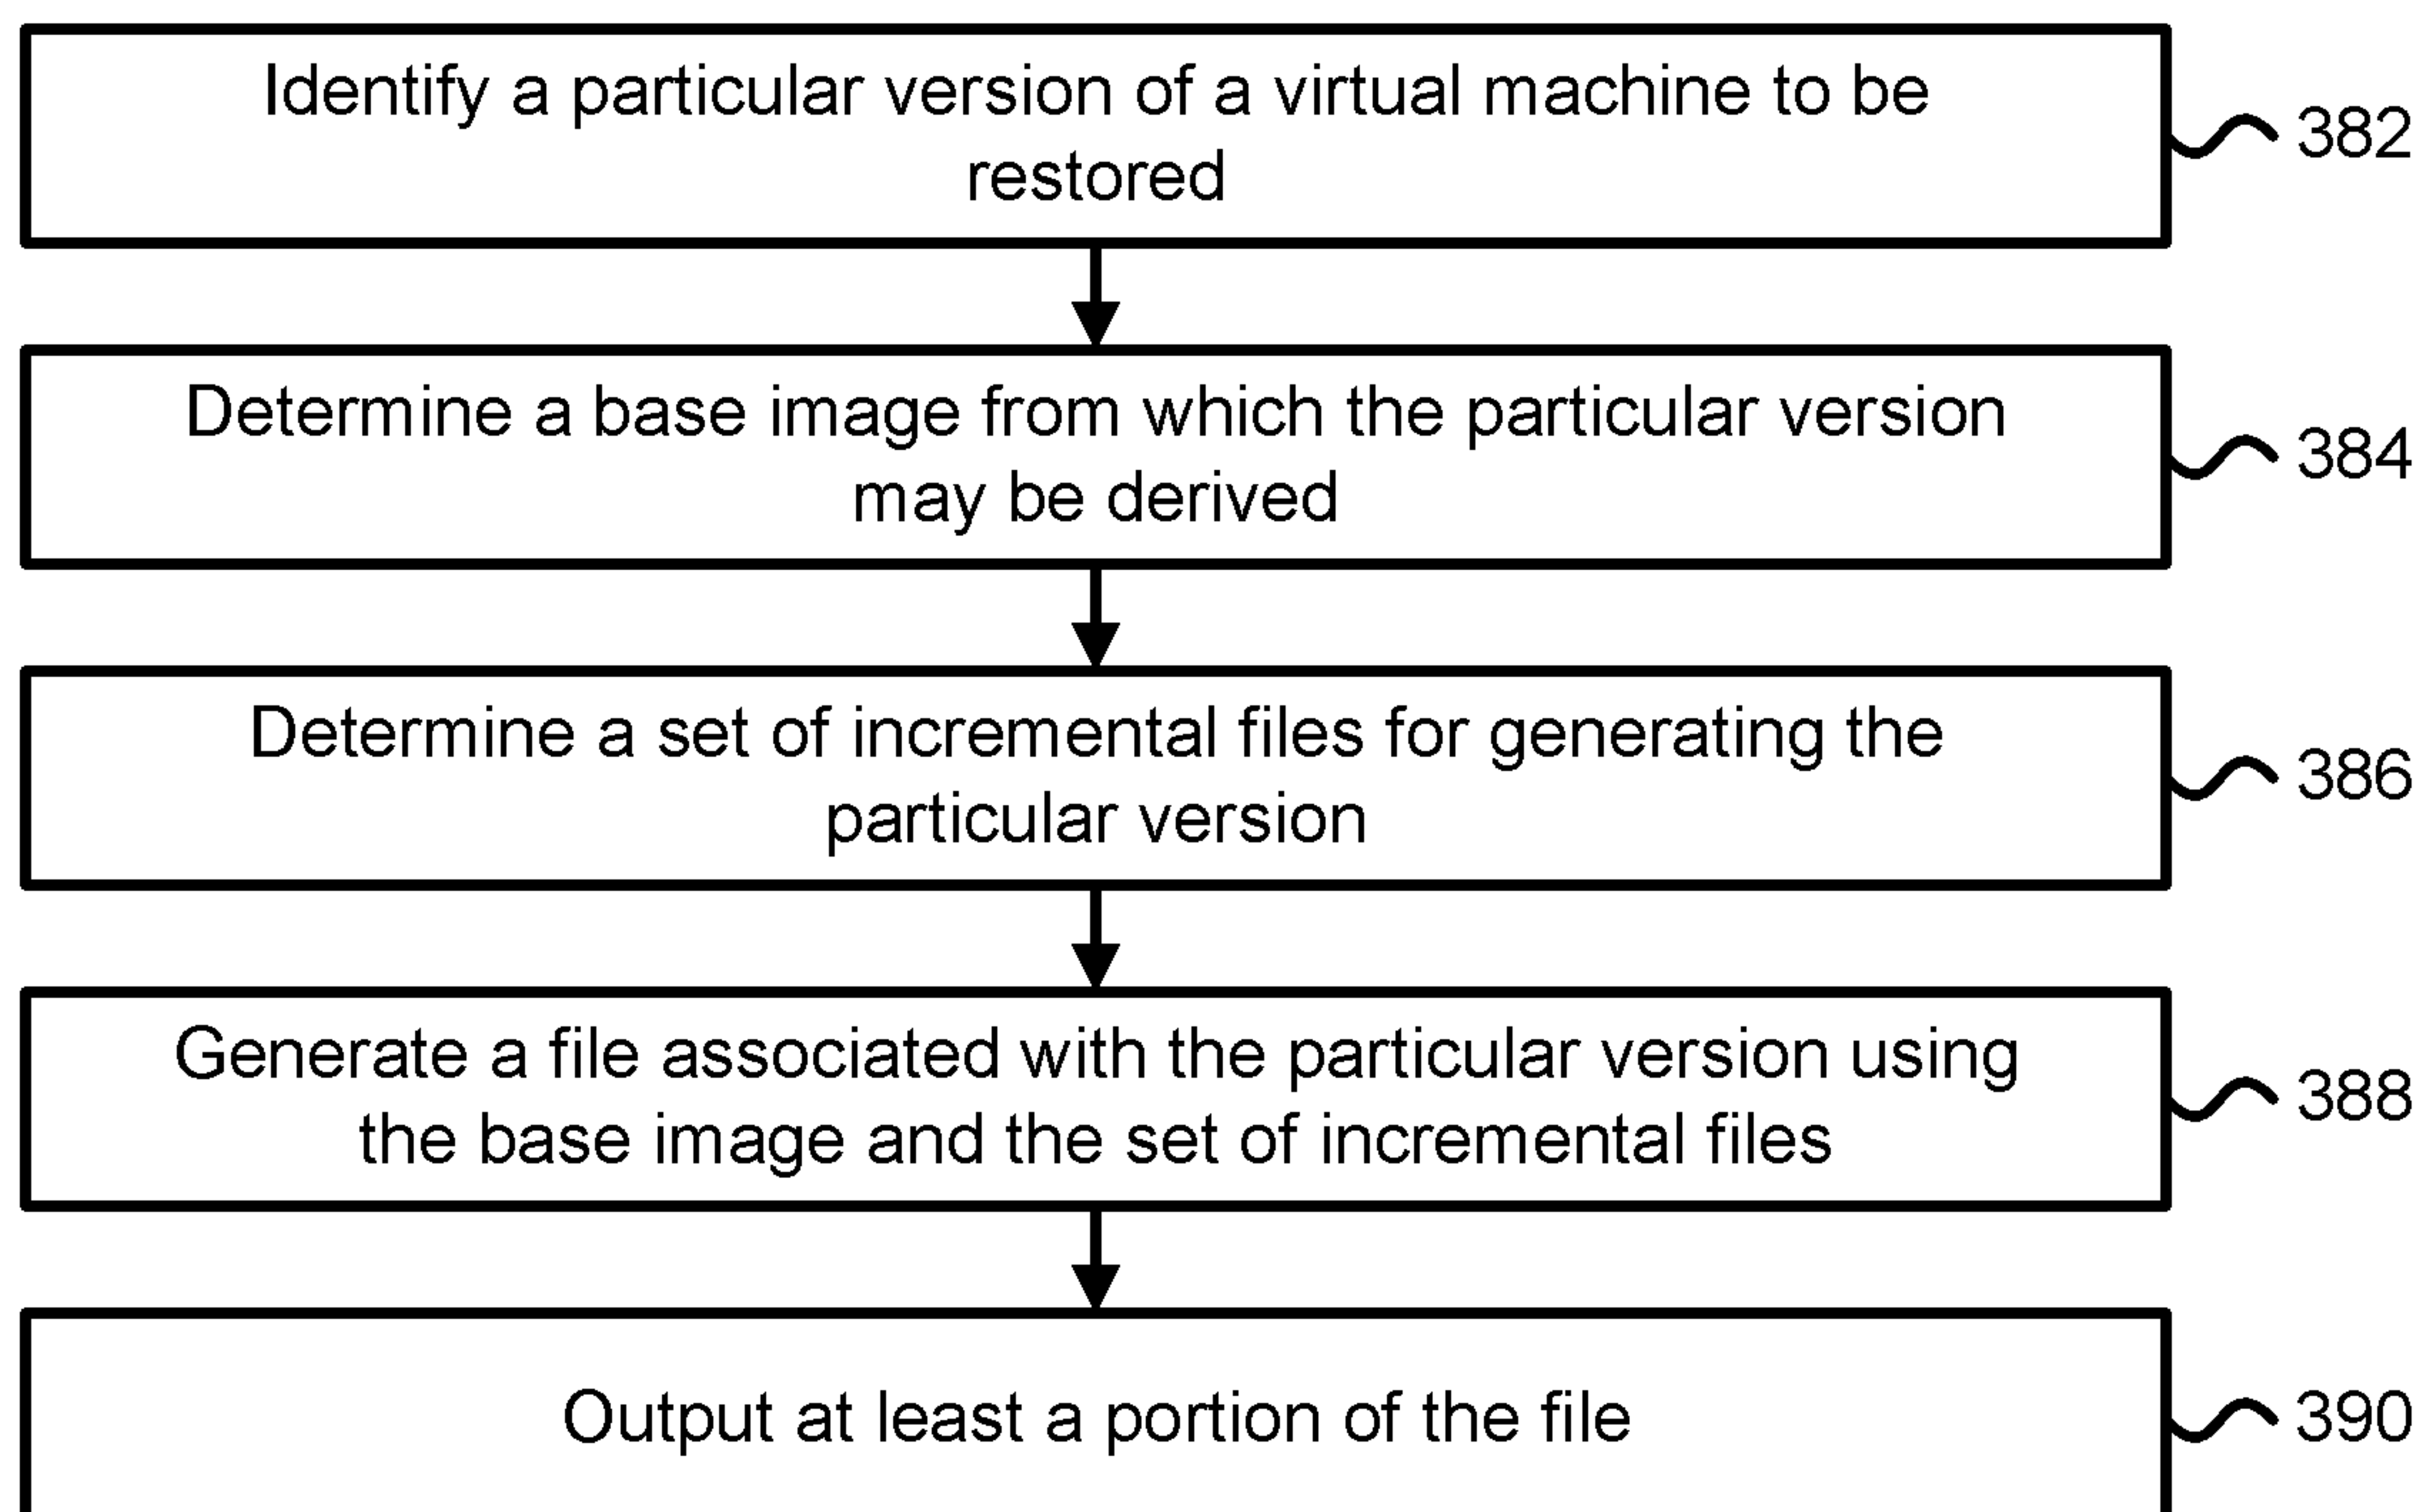 Identify a particular version of a virtual machine to be
restored
382
Determine a base image from which the particular version
may be derived
384
Determine a set of incremental files for generating the
particular version
386
Generate a file associated with the particular version using
the base image and the set of incremental files
388
Output at least a portion of the file
390